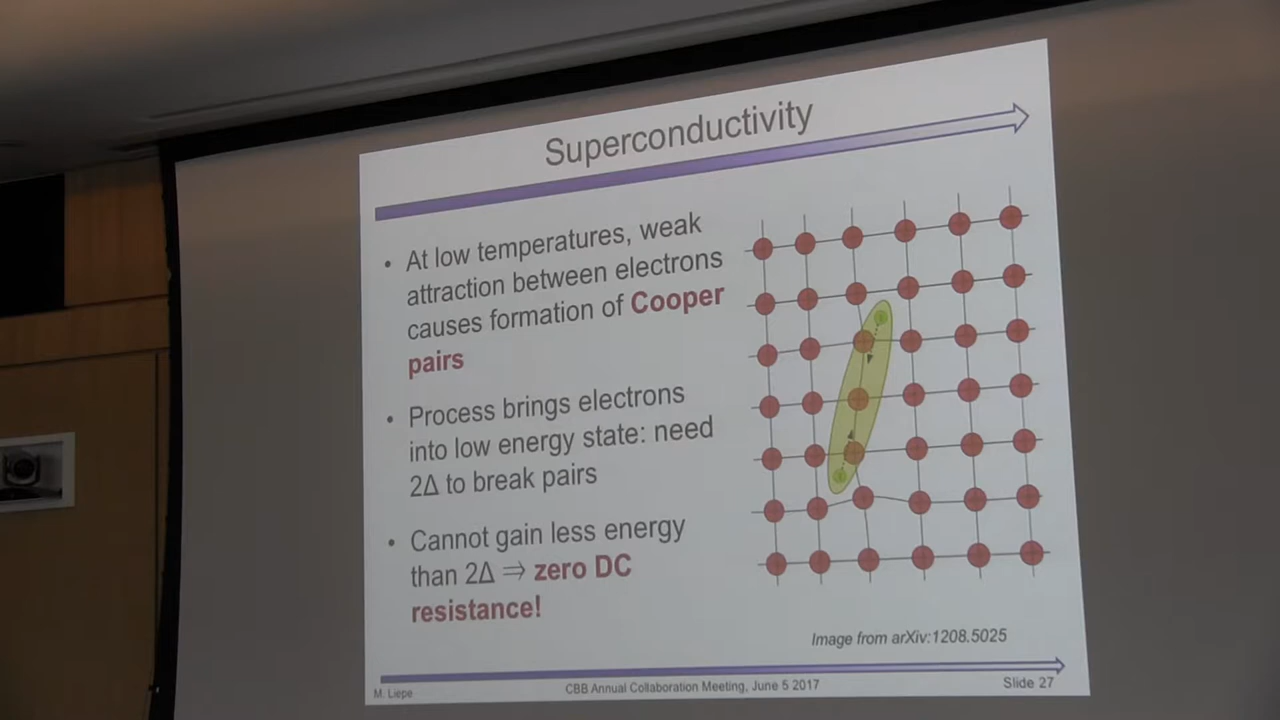 Superconductivity
• At low temperatures, weak
attraction between electrons
causes formation of Cooper
pairs
• Process brings electrons
into low energy state: need
2Δ to break pairs
• Cannot gain less energy
than 2Δ ⇒ zero DC
resistance!
Image from arXiv:1208.5025
M. Liepe
CBB Annual Collaboration Meeting, June 5 2017
Slide 27